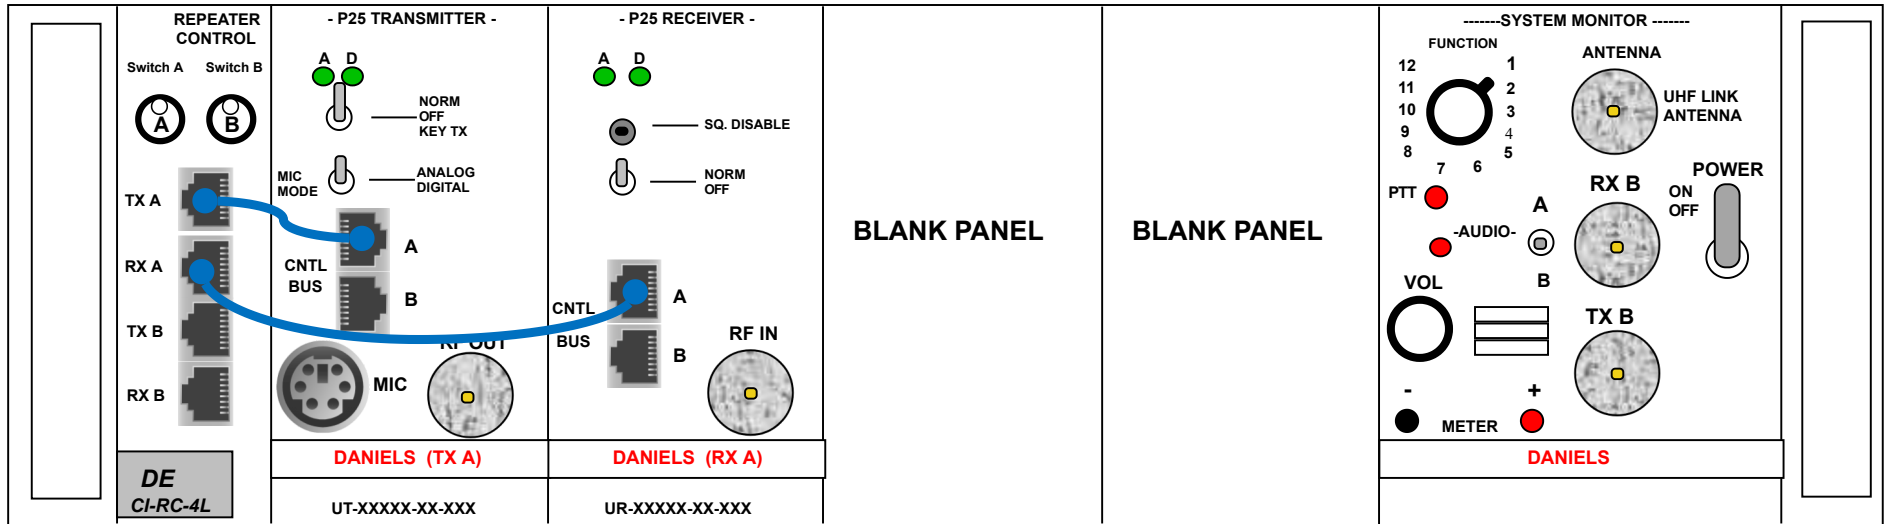 REPEATER
CONTROL
Switch A Switch B
A B
TX A
RX A
TX B
RX B
DE
CI-RC-4L
- P25 TRANSMITTER -
A D
NORM
OFF
KEY TX
MIC
MODE
ANALOG
DIGITAL
A
CNTL
BUS
B
RF OUT
MIC
DANIELS (TX A)
UT-XXXXX-XX-XXX
- P25 RECEIVER -
A D
SQ. DISABLE
NORM
OFF
A
CNTL
BUS
B
RF IN
DANIELS (RX A)
UR-XXXXX-XX-XXX
BLANK PANEL
BLANK PANEL
-------SYSTEM MONITOR -------
FUNCTION
12 1
11 2
10 3
9 4
8 5
7 6
ANTENNA
UHF LINK
ANTENNA
PTT
RX B
POWER
ON
OFF
A
-AUDIO-
B
VOL
TX B
- +
METER
DANIELS